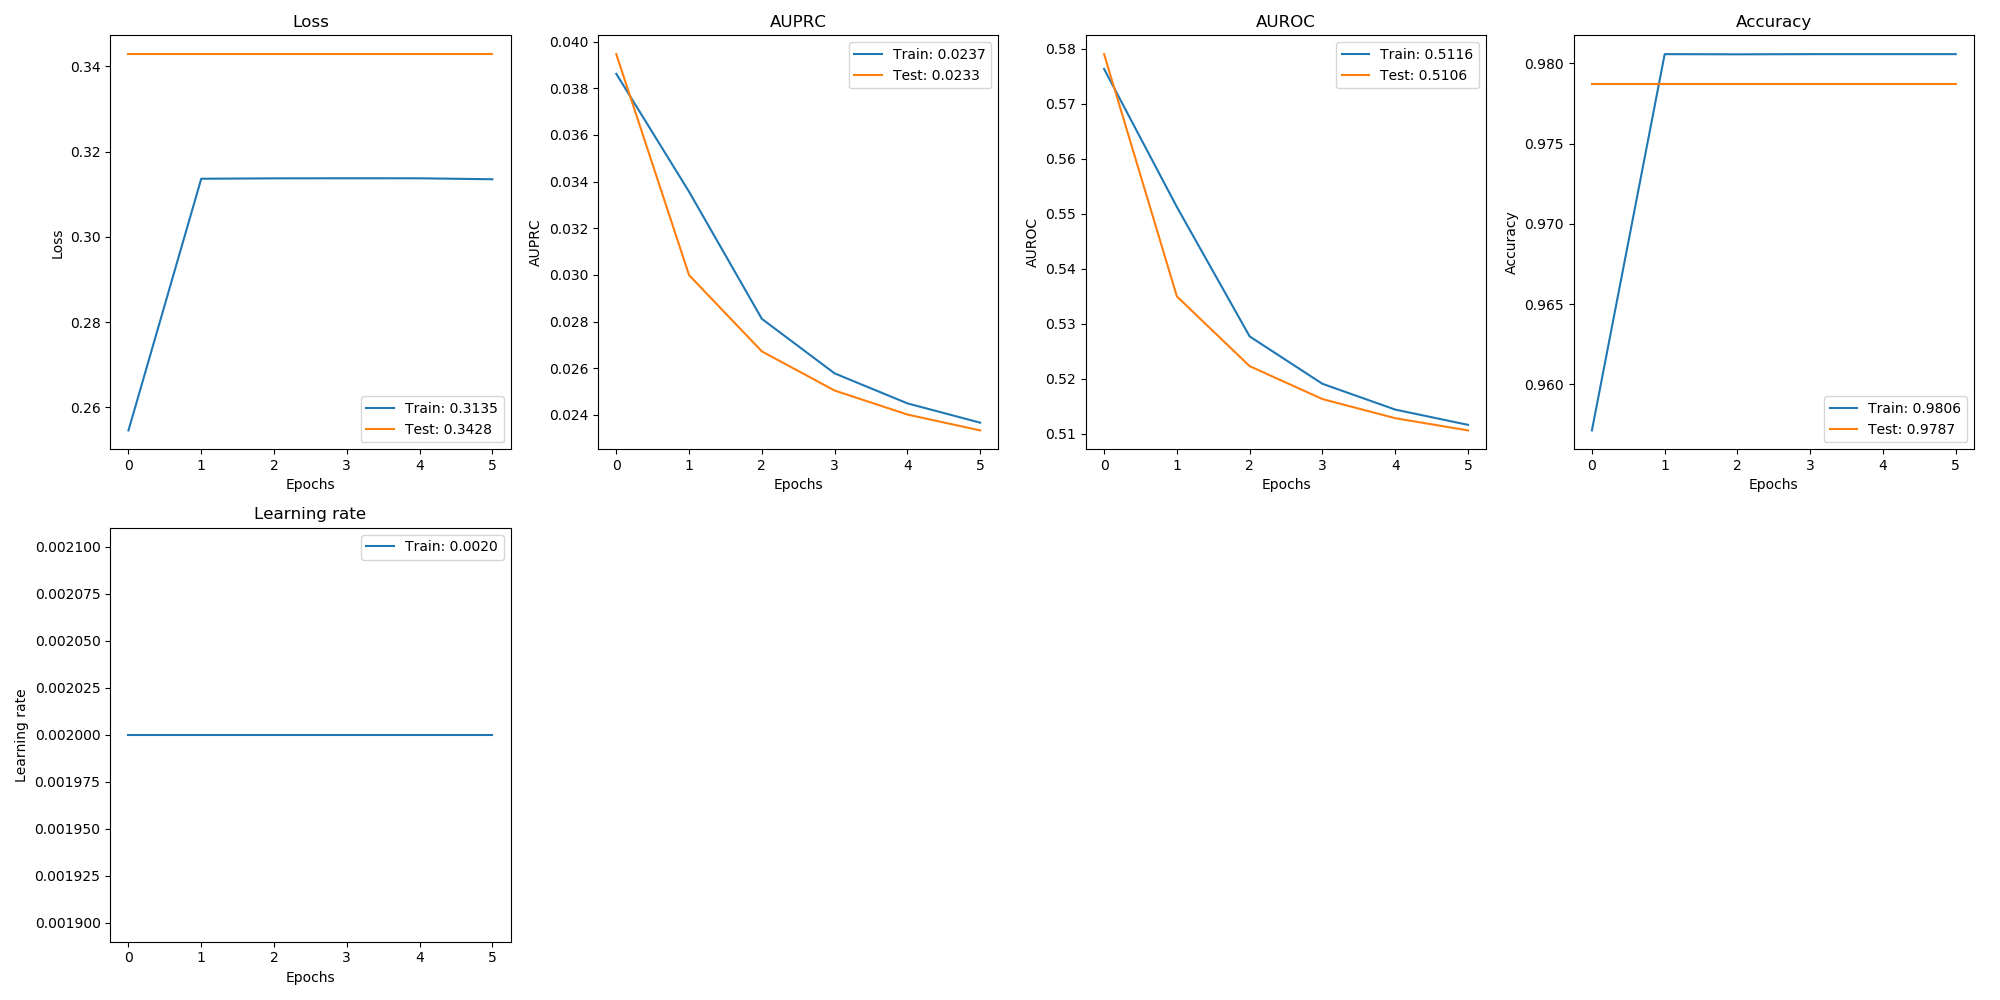 Loss
0.34
0.32
0.30
0.28
0.26
Loss
Train: 0.3135
Test: 0.3428
0 1 2 3 4 5
Epochs
AUPRC
0.040
0.038
0.036
0.034
0.032
0.030
0.028
0.026
0.024
AUPRC
Train: 0.0237
Test: 0.0233
0 1 2 3 4 5
Epochs
AUROC
0.58
0.57
0.56
0.55
0.54
0.53
0.52
0.51
AUROC
Train: 0.5116
Test: 0.5106
0 1 2 3 4 5
Epochs
Accuracy
0.980
0.975
0.970
0.965
0.960
Accuracy
Train: 0.9806
Test: 0.9787
0 1 2 3 4 5
Epochs
Learning rate
0.002100
0.002075
0.002050
0.002025
0.002000
0.001975
0.001950
0.001925
0.001900
Learning rate
Train: 0.0020
0 1 2 3 4 5
Epochs